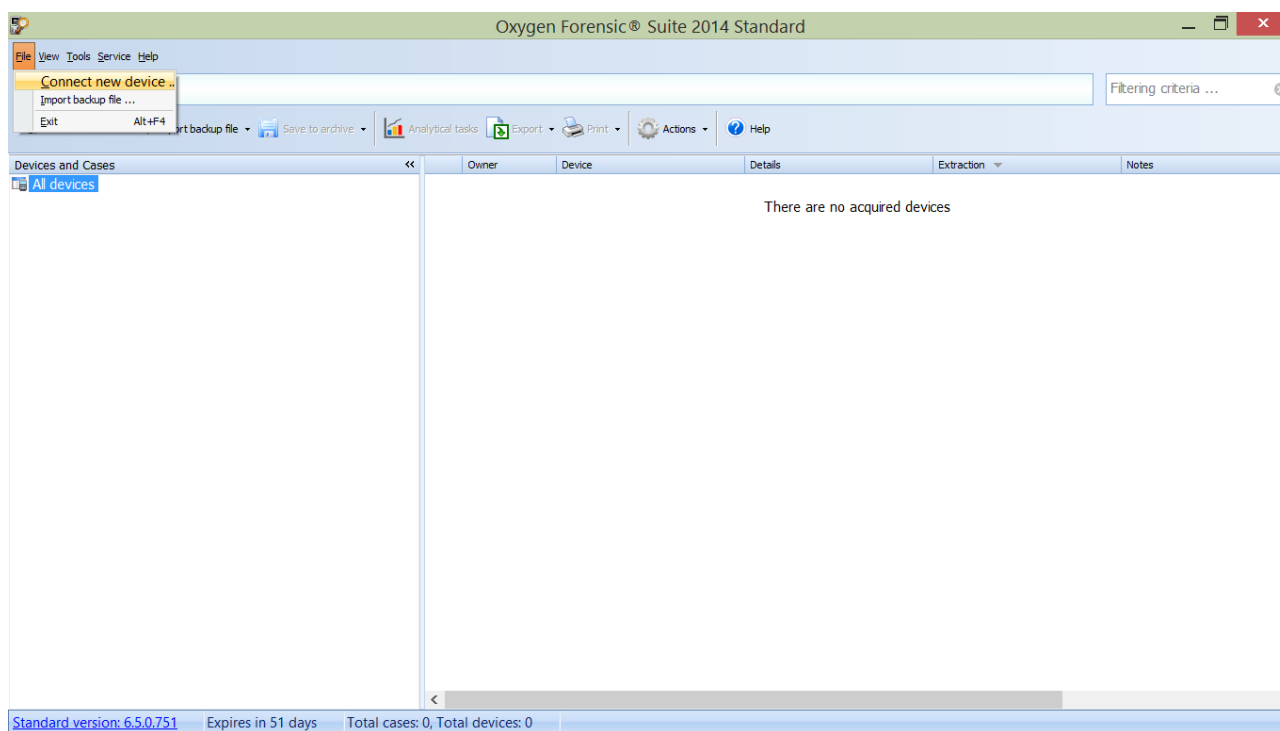 Oxygen Forensic® Suite 2014 Standard
File View Tools Service Help
Connect new device ..
Import backup file ...
Exit Alt+F4
Filtering criteria ...
backup file Save to archive Analytical tasks Export Print Actions Help
Devices and Cases
All devices
Owner Device Details Extraction Notes
There are no acquired devices
Standard version: 6.5.0.751 Expires in 51 days Total cases: 0, Total devices: 0